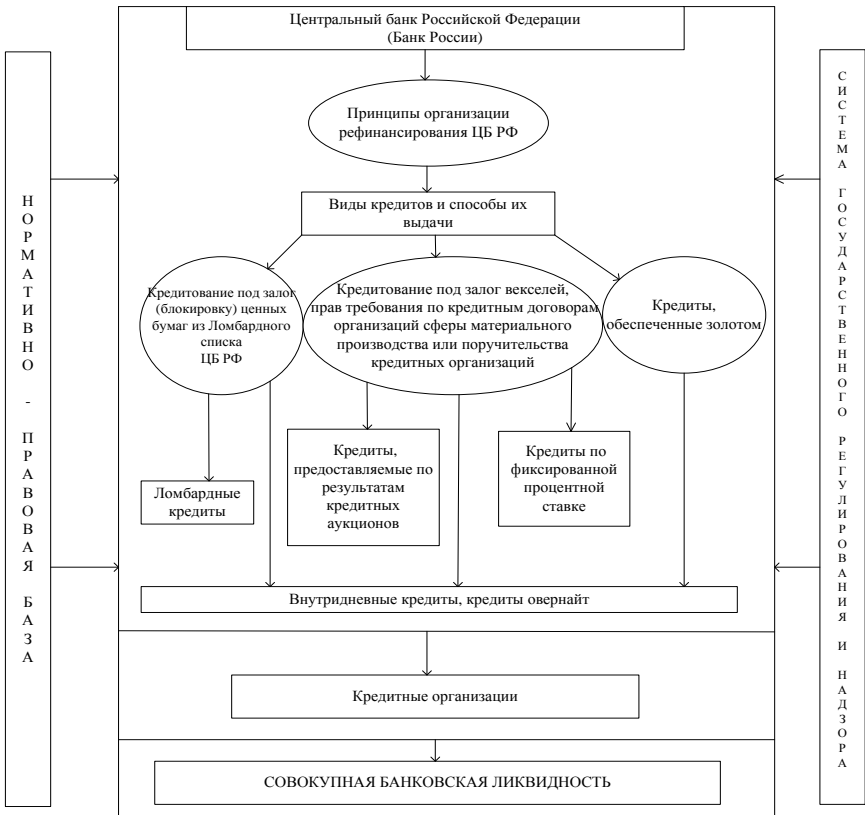 Центральный банк Российской Федерации
(Банк России)
Принципы организации
рефинансирования ЦБ РФ
Виды кредитов и способы их
выдачи
Кредитование под залог
(блокировку) ценных
бумаг из Ломбардного
списка
ЦБ РФ
Кредитование под залог векселей,
прав требования по кредитным договорам
организаций сферы материального
производства или поручительства
кредитных организаций
Кредиты,
обеспеченные золотом
Ломбардные
кредиты
Кредиты,
предоставляемые по
результатам
кредитных
аукционов
Кредиты по
фиксированной
процентной
ставке
Внутридневные кредиты, кредиты овернайт
Кредитные организации
СОВОКУПНАЯ БАНКОВСКАЯ ЛИКВИДНОСТЬ
НОРМАТИВНО - ПРАВОВАЯ БАЗА
СИСТЕМА ГОСУДАРСТВЕННОГО РЕГУЛИРОВАНИЯ И НАДЗОРА